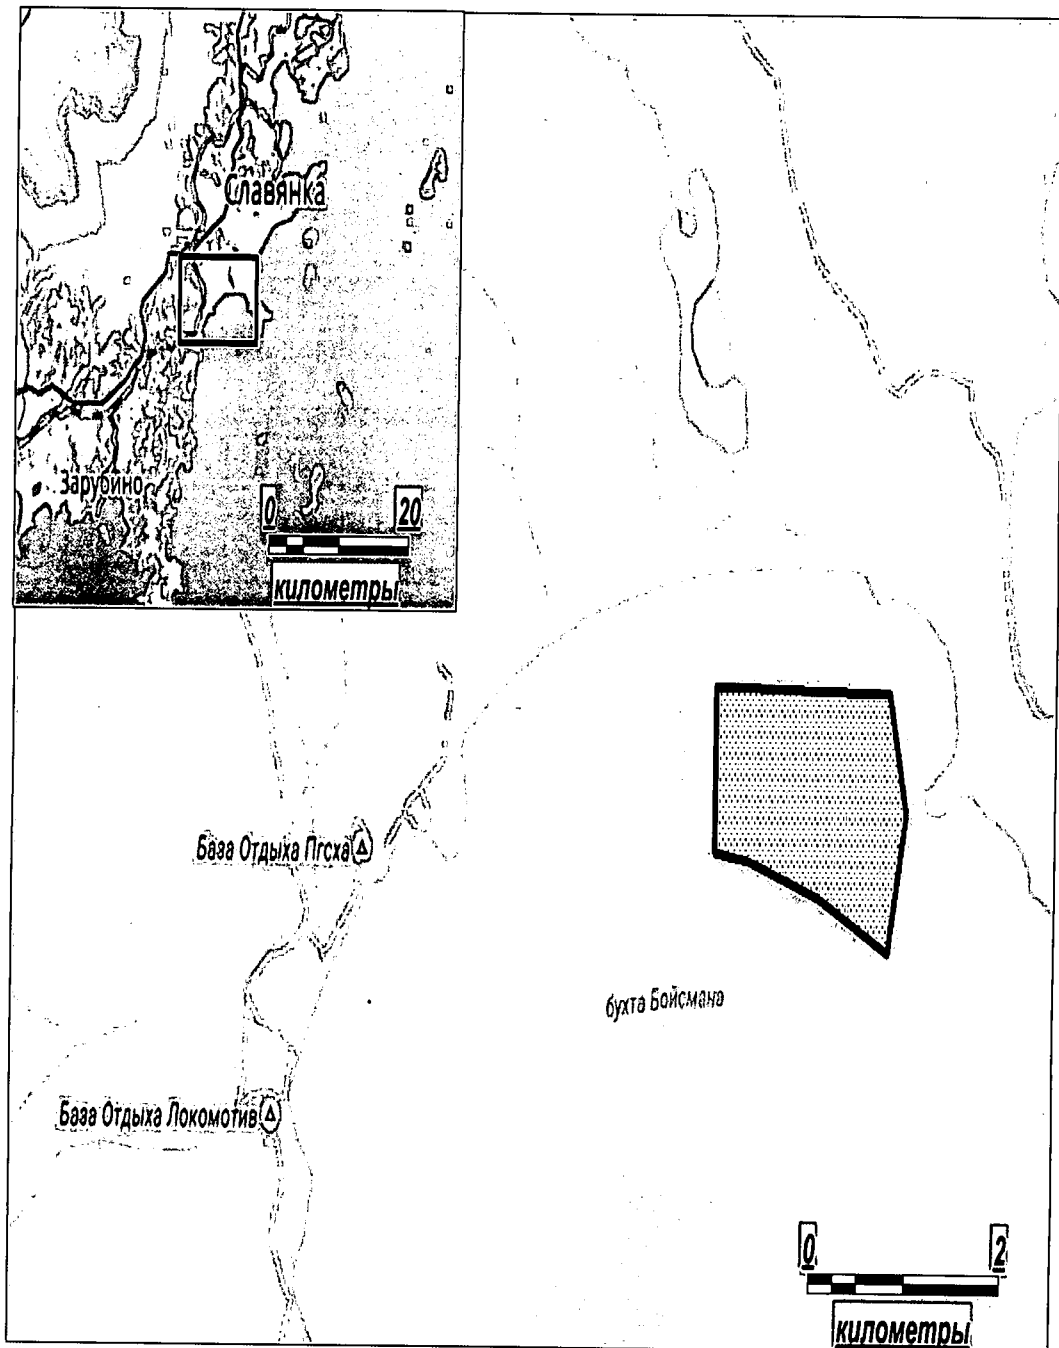 Славянка
Зарубино
0 20
километры
База Отдыха Пгсха
бухта Бойсмана
База Отдыха Локомотив
0 2
километры